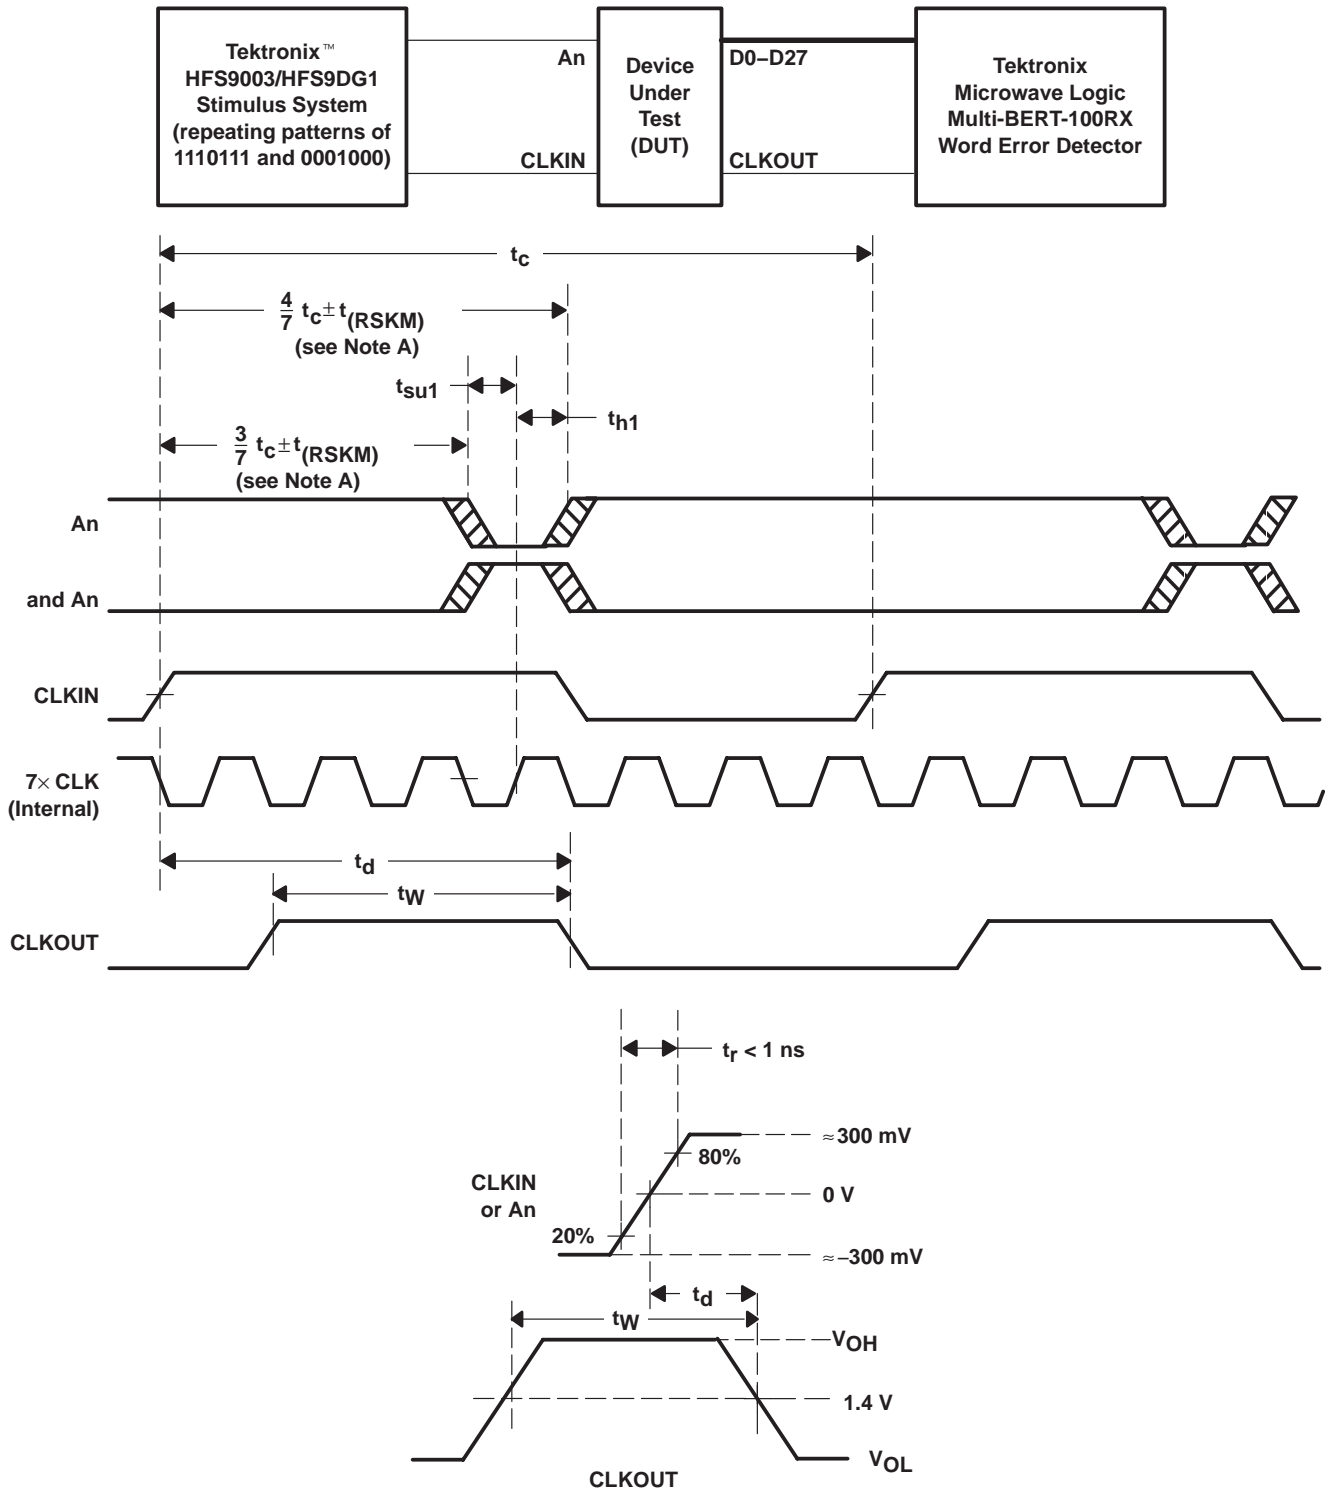 Tektronix™
HFS9003/HFS9DG1
Stimulus System
(repeating patterns of
1110111 and 0001000)
An
CLKIN
Device
Under
Test
(DUT)
D0–D27
CLKOUT
Tektronix
Microwave Logic
Multi-BERT-100RX
Word Error Detector
tc
4/7 tc ± t(RSKM)
(see Note A)
tsu1
th1
3/7 tc ± t(RSKM)
(see Note A)
An
and An
CLKIN
7× CLK
(Internal)
td
tW
CLKOUT
tr < 1 ns
≈300 mV
80%
CLKIN
or An
0 V
20%
≈–300 mV
td
tW
VOH
1.4 V
VOL
CLKOUT